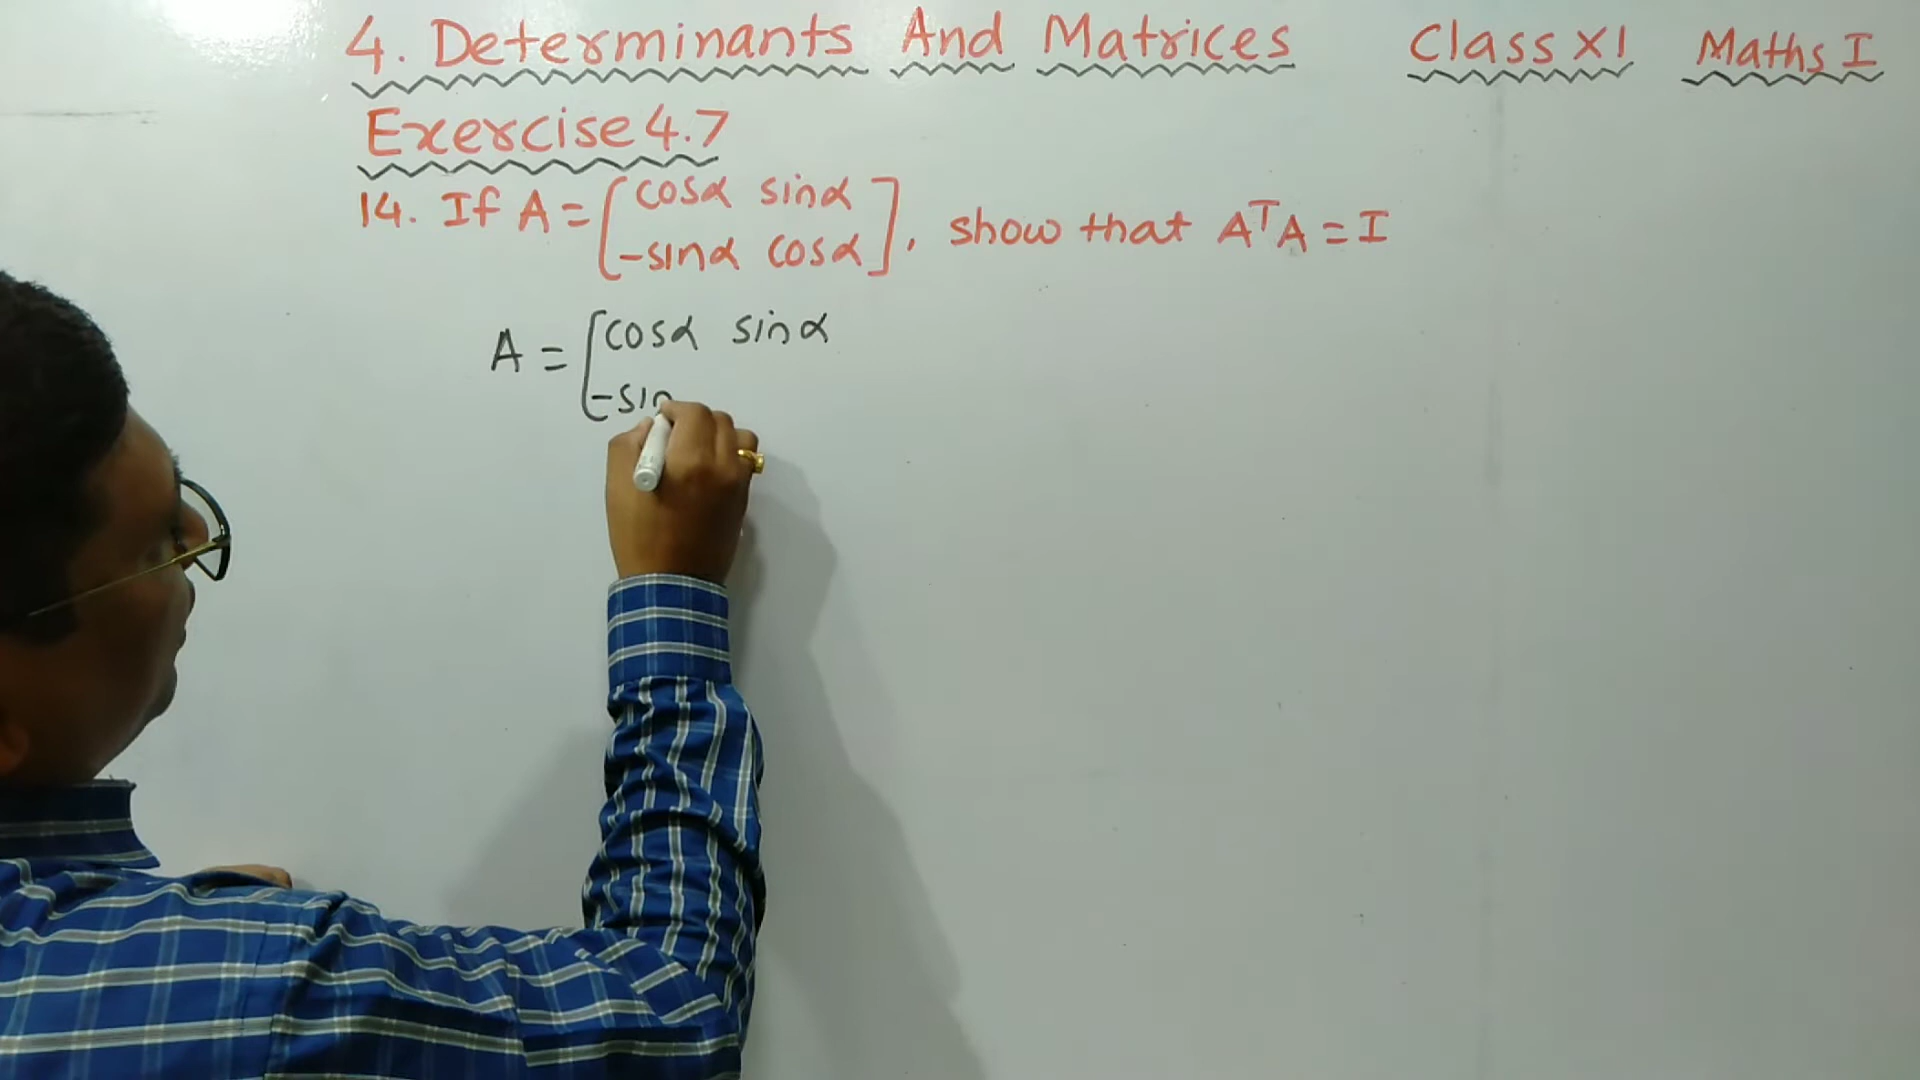 4. Determinants And Matrices Class XI Maths I
Exercise 4.7
14. If A = [cosα sinα
-sinα cosα], show that AᵀA = I
A = [cosα sinα
-sin